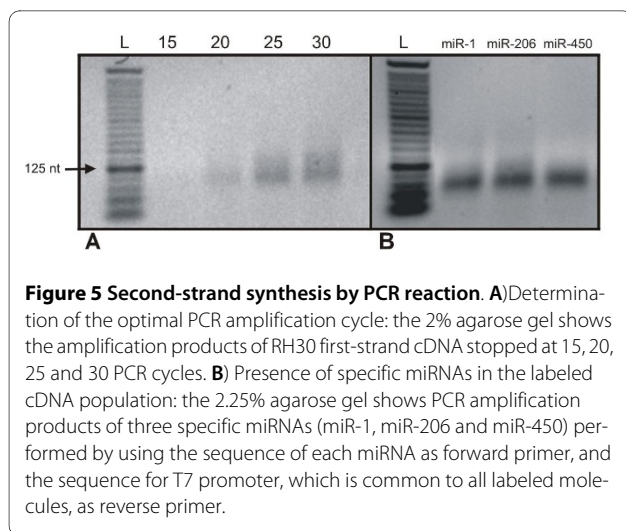 L 15 20 25 30 L miR-1 miR-206 miR-450
125 nt
A B
Figure 5 Second-strand synthesis by PCR reaction. A)Determina-
tion of the optimal PCR amplification cycle: the 2% agarose gel shows
the amplification products of RH30 first-strand cDNA stopped at 15, 20,
25 and 30 PCR cycles. B) Presence of specific miRNAs in the labeled
cDNA population: the 2.25% agarose gel shows PCR amplification
products of three specific miRNAs (miR-1, miR-206 and miR-450) per-
formed by using the sequence of each miRNA as forward primer, and
the sequence for T7 promoter, which is common to all labeled mole-
cules, as reverse primer.